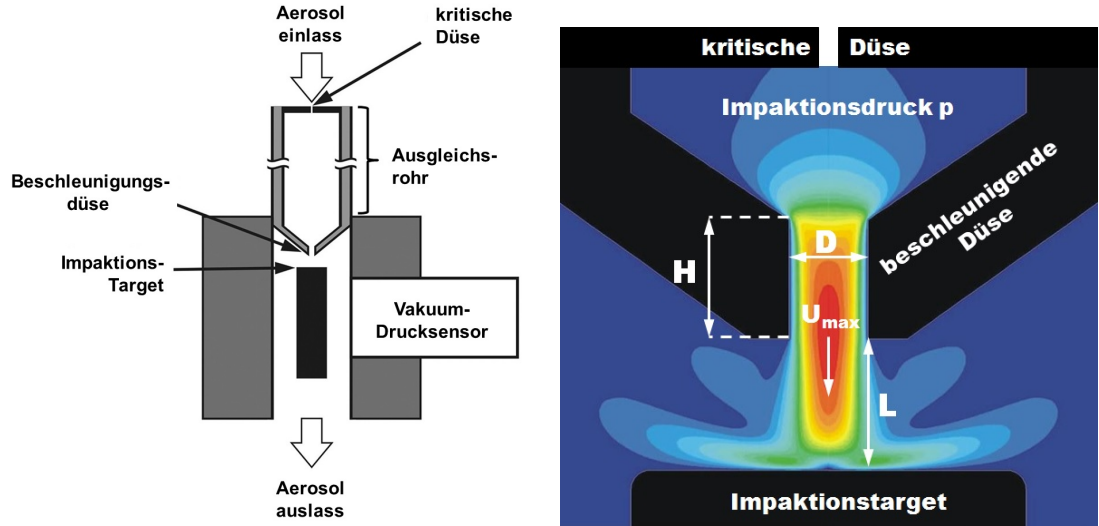 Aerosol
einlass
kritische
Düse
Ausgleichs-
rohr
Beschleunigungs-
düse
Impaktions-
Target
Vakuum-
Drucksensor
Aerosol
auslass
kritische Düse
Impaktionsdruck p
beschleunigende
Düse
D
H
Umax
L
Impaktionstarget